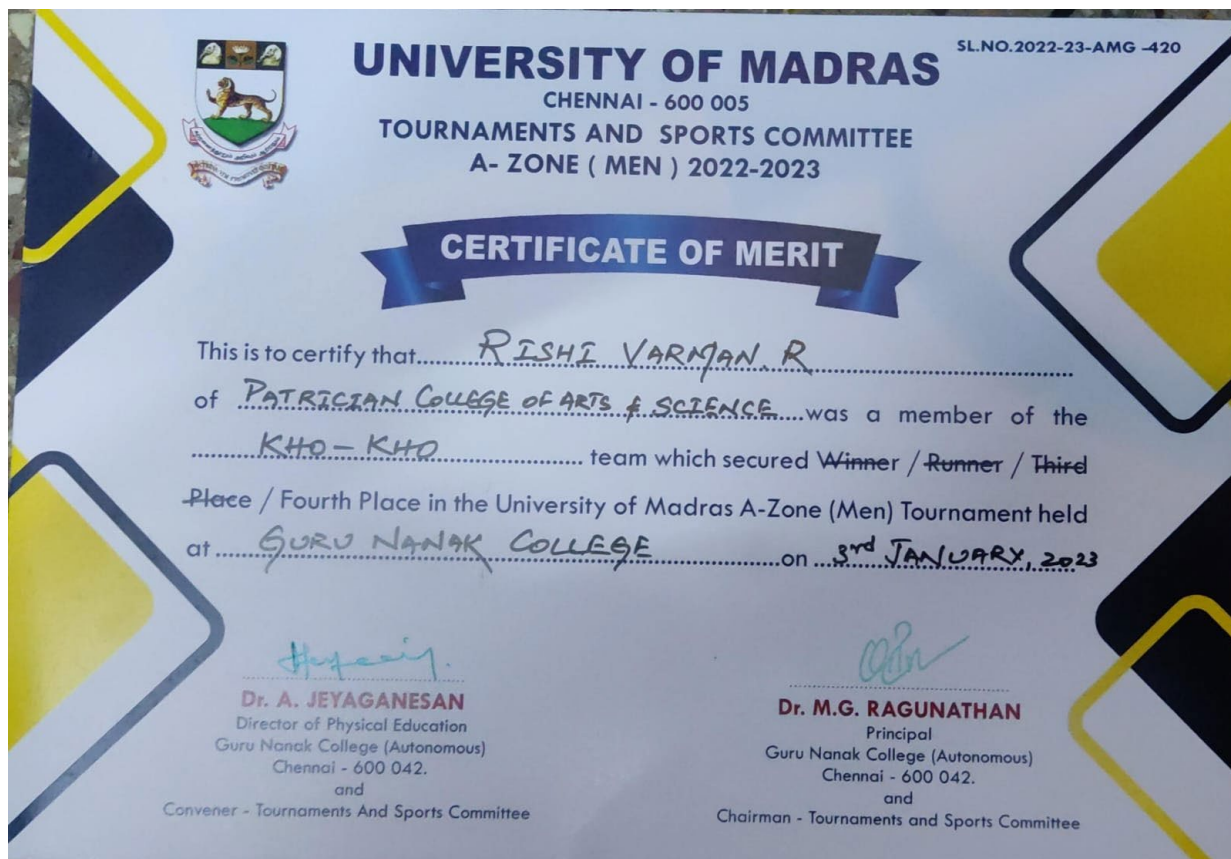 SL.NO.2022-23-AMG -420
UNIVERSITY OF MADRAS
CHENNAI - 600 005
TOURNAMENTS AND SPORTS COMMITTEE
A- ZONE ( MEN ) 2022-2023
CERTIFICATE OF MERIT
This is to certify that........RISHI VARMAN. R........
of PATRICIAN COLLEGE OF ARTS & SCIENCE....was a member of the
........KHO - KHO........ team which secured Winner / Runner / Third
Place / Fourth Place in the University of Madras A-Zone (Men) Tournament held
at ....GURU NANAK COLLEGE........on ...3rd JANUARY, 2023
Dr. A. JEYAGANESAN
Director of Physical Education
Guru Nanak College (Autonomous)
Chennai - 600 042.
and
Convener - Tournaments And Sports Committee
Dr. M.G. RAGUNATHAN
Principal
Guru Nanak College (Autonomous)
Chennai - 600 042.
and
Chairman - Tournaments and Sports Committee